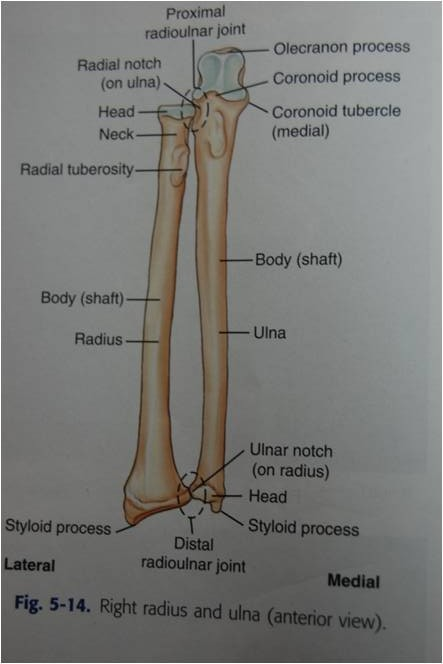 Proximal
radioulnar joint
Olecranon process
Radial notch
(on ulna)
Coronoid process
Head
Coronoid tubercle
(medial)
Neck
Radial tuberosity
Body (shaft)
Body (shaft)
Radius
Ulna
Ulnar notch
(on radius)
Head
Styloid process
Styloid process
Distal
radioulnar joint
Lateral
Medial
Fig. 5-14. Right radius and ulna (anterior view).